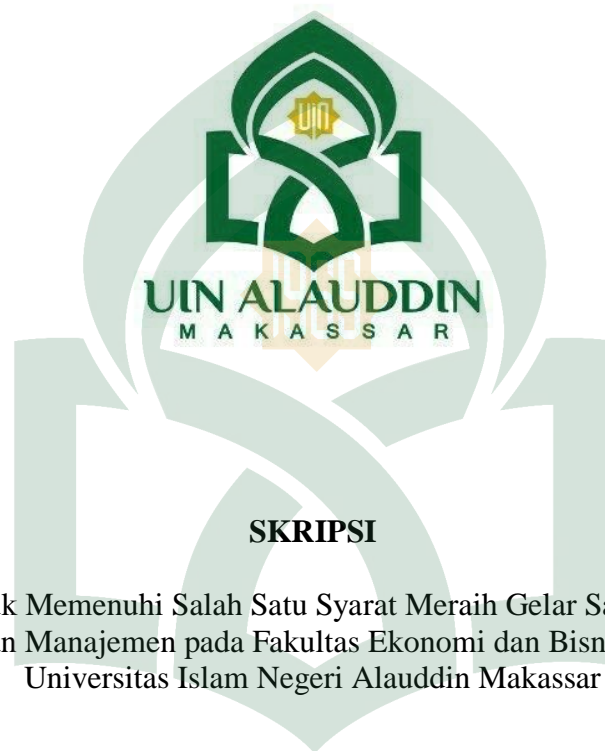 UIN
UIN ALAUDDIN
MAKASSAR
SKRIPSI
Memenuhi Salah Satu Syarat Meraih Gelar
Manajemen pada Fakultas Ekonomi dan
Universitas Islam Negeri Alauddin Makassar